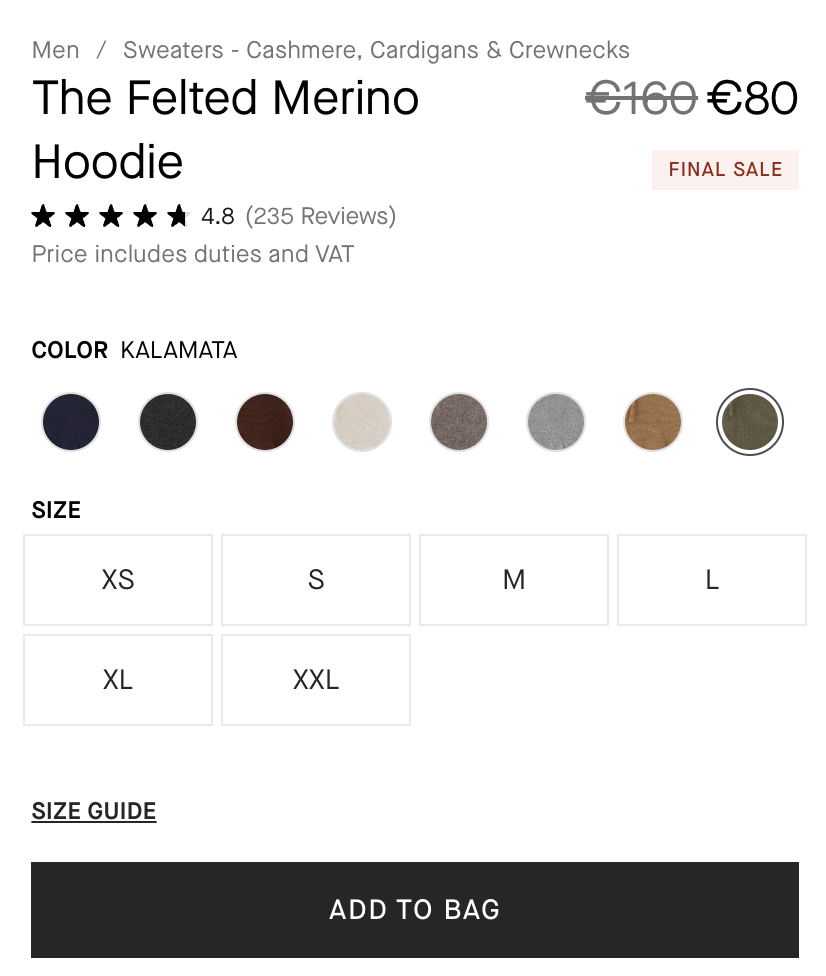 Men / Sweaters - Cashmere, Cardigans & Crewnecks
The Felted Merino
Hoodie
€160 €80
FINAL SALE
4.8 (235 Reviews)
Price includes duties and VAT
COLOR KALAMATA
SIZE
XS S M L
XL XXL
SIZE GUIDE
ADD TO BAG